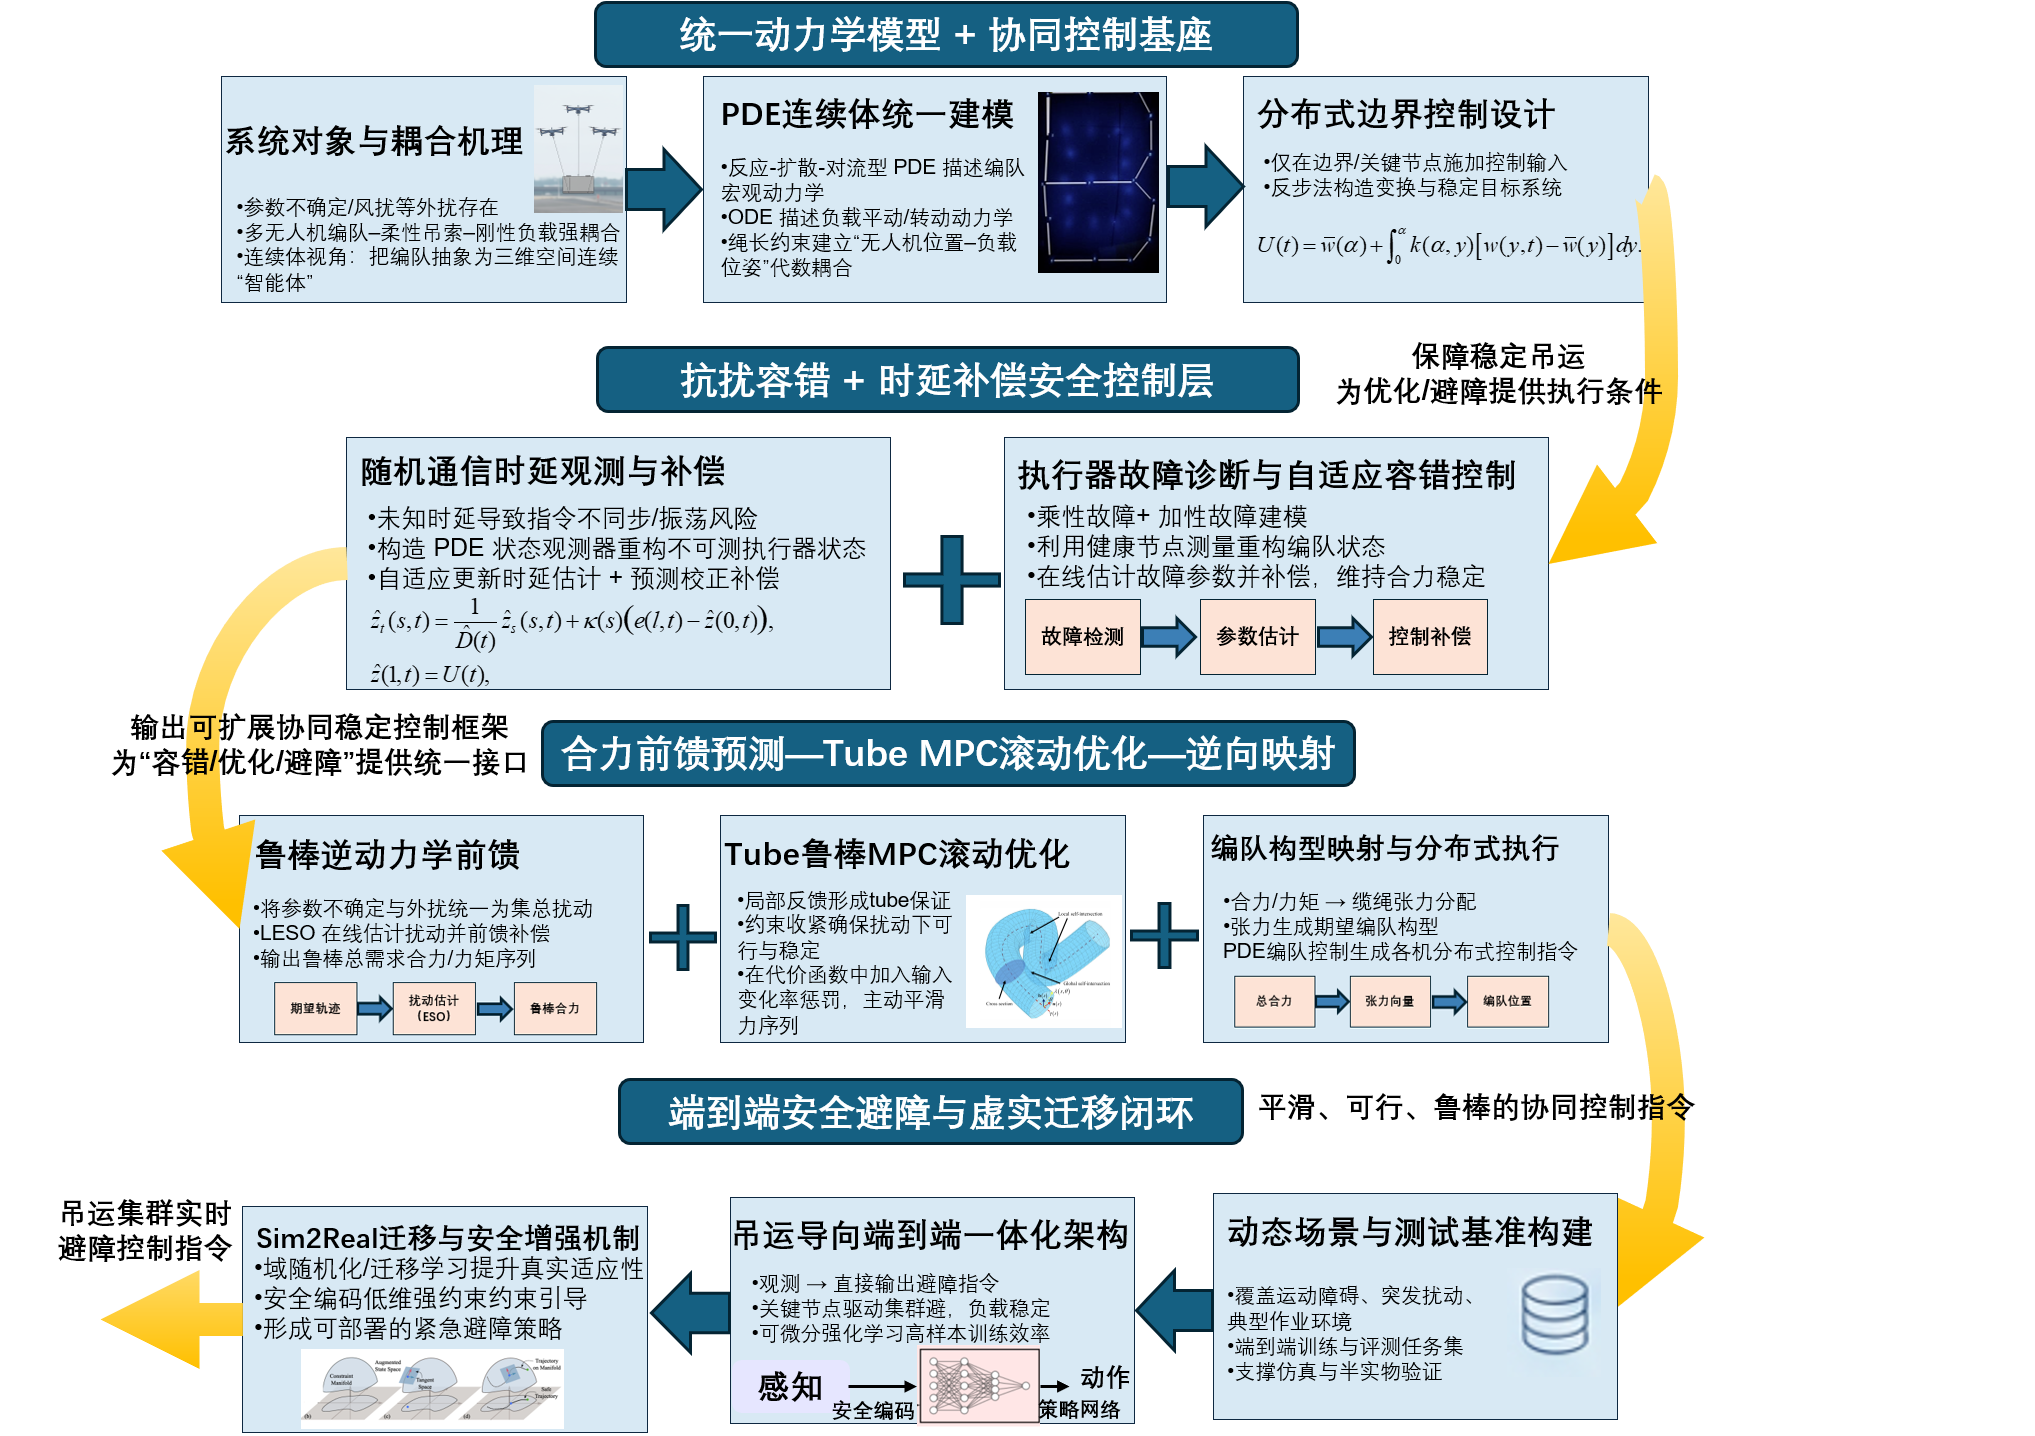 统一动力学模型 + 协同控制基座
系统对象与耦合机理
•参数不确定/风扰等外扰存在
•多无人机编队–柔性吊索–刚性负载强耦合
•连续体视角：把编队抽象为三维空间连续
“智能体”
PDE连续体统一建模
•反应-扩散-对流型 PDE 描述编队
宏观动力学
•ODE 描述负载平动/转动动力学
•绳长约束建立“无人机位置–负载
位姿”代数耦合
分布式边界控制设计
•仅在边界/关键节点施加控制输入
•反步法构造变换与稳定目标系统
U(t) = w̅(α) + ∫₀^α k(α, y)[w(y,t) − w̅(y)]dy.
保障稳定吊运
为优化/避障提供执行条件
抗扰容错 + 时延补偿安全控制层
随机通信时延观测与补偿
•未知时延导致指令不同步/振荡风险
•构造 PDE 状态观测器重构不可测执行器状态
•自适应更新时延估计 + 预测校正补偿
ẑ_t(s,t) = 1/D̂(t) ẑ_s(s,t) + κ(s)(e(l,t) − ẑ(0,t)),
ẑ(1,t) = U(t),
执行器故障诊断与自适应容错控制
•乘性故障+ 加性故障建模
•利用健康节点测量重构编队状态
•在线估计故障参数并补偿，维持合力稳定
故障检测
参数估计
控制补偿
输出可扩展协同稳定控制框架
为“容错/优化/避障”提供统一接口
合力前馈预测—Tube MPC滚动优化—逆向映射
鲁棒逆动力学前馈
•将参数不确定与外扰统一为集总扰动
•LESO 在线估计扰动并前馈补偿
•输出鲁棒总需求合力/力矩序列
期望轨迹
扰动估计
(ESO)
鲁棒合力
Tube鲁棒MPC滚动优化
•局部反馈形成tube保证
•约束收紧确保扰动下可
行与稳定
•在代价函数中加入输入
变化率惩罚，主动平滑
力序列
Local self-intersection
Global self-intersection
Cross-section
编队构型映射与分布式执行
•合力/力矩 → 缆绳张力分配
•张力生成期望编队构型
PDE编队控制生成各机分布式控制指令
总合力
张力向量
编队位置
端到端安全避障与虚实迁移闭环
平滑、可行、鲁棒的协同控制指令
吊运集群实时
避障控制指令
Sim2Real迁移与安全增强机制
•域随机化/迁移学习提升真实适应性
•安全编码低维强约束约束引导
•形成可部署的紧急避障策略
Constraint
Manifold
(b)
Augmented
State Space
Tangent
Space
(c)
Trajectory
on Manifold
Safe
Trajectory
(d)
吊运导向端到端一体化架构
•观测 → 直接输出避障指令
•关键节点驱动集群避，负载稳定
•可微分强化学习高样本训练效率
感知
动作
安全编码
策略网络
动态场景与测试基准构建
•覆盖运动障碍、突发扰动、
典型作业环境
•端到端训练与评测任务集
•支撑仿真与半实物验证